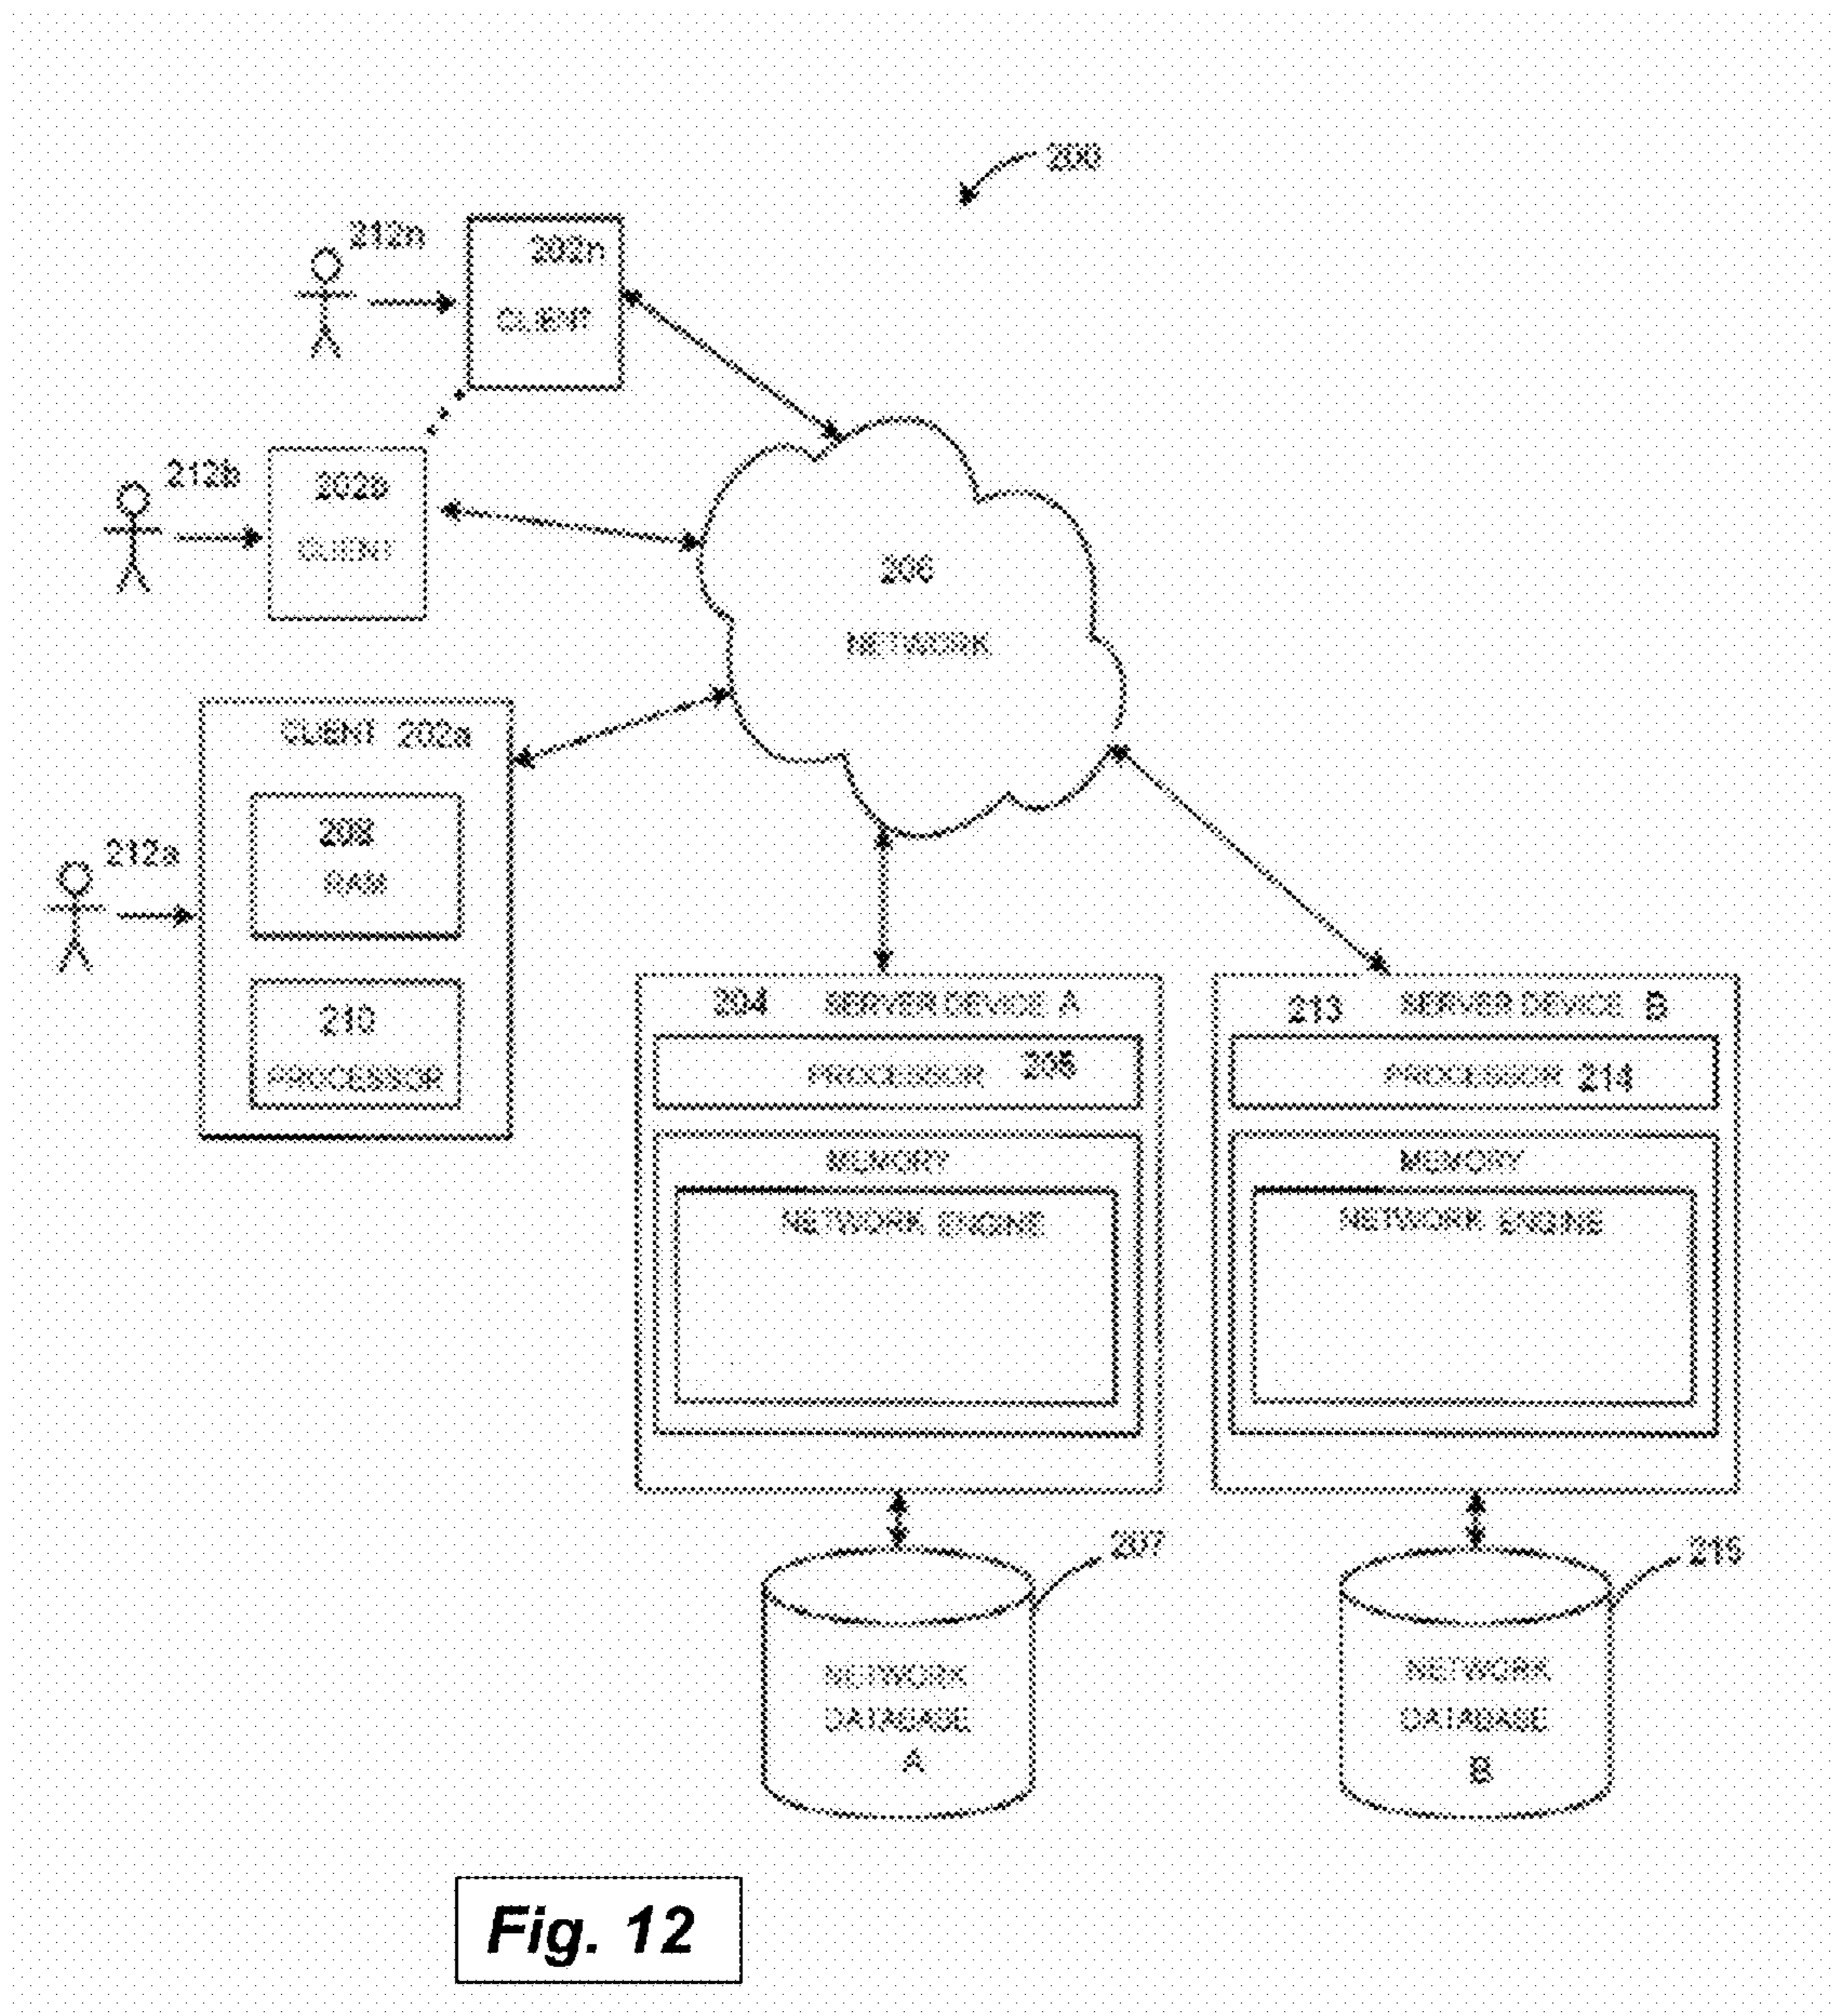 200
212n
202n
CLIENT
212b
202b
CLIENT
206
NETWORK
CLIENT 202a
208
RAM
212a
210
PROCESSOR
204 SERVER DEVICE A
PROCESSOR
MEMORY
NETWORK ENGINE
213 SERVER DEVICE B
PROCESSOR 214
MEMORY
NETWORK ENGINE
207
NETWORK
DATABASE
A
NETWORK
DATABASE
B
Fig. 12